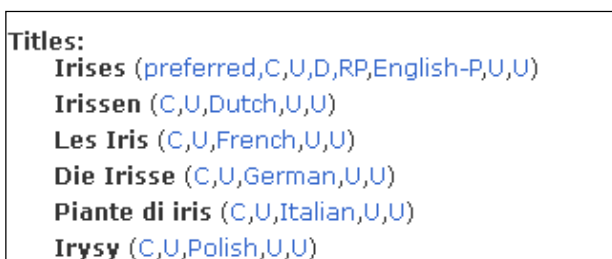 Titles:
Irises (preferred,C,U,D,RP,English-P,U,U)
Irissen (C,U,Dutch,U,U)
Les Iris (C,U,French,U,U)
Die Irisse (C,U,German,U,U)
Piante di iris (C,U,Italian,U,U)
Irysy (C,U,Polish,U,U)